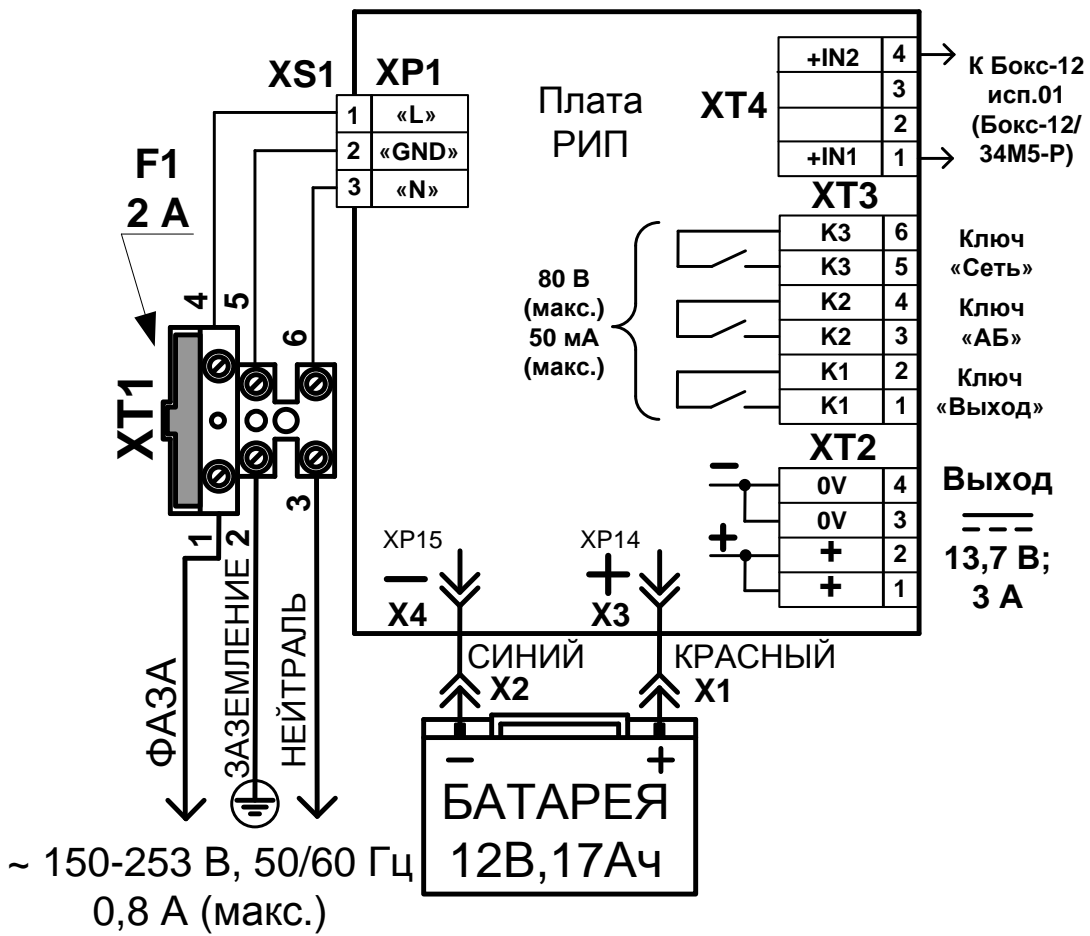 XS1 XP1
1 «L»
2 «GND»
3 «N»
Плата
РИП
XT4
+IN2 4
3
2
+IN1 1
К Бокс-12
исп.01
(Бокс-12/
34М5-Р)
F1
2 А
XT3
K3 6
K3 5
K2 4
K2 3
K1 2
K1 1
Ключ
«Сеть»
Ключ
«АБ»
Ключ
«Выход»
80 В
(макс.)
50 мА
(макс.)
4
5
6
XT1
1
2
3
XT2
0V 4
0V 3
+ 2
+ 1
−
+
Выход
13,7 В;
3 А
XP15
−
X4
XP14
+
X3
СИНИЙ
X2
КРАСНЫЙ
X1
ФАЗА
ЗАЗЕМЛЕНИЕ
НЕЙТРАЛЬ
− +
БАТАРЕЯ
12В,17Ач
~ 150-253 В, 50/60 Гц
0,8 А (макс.)